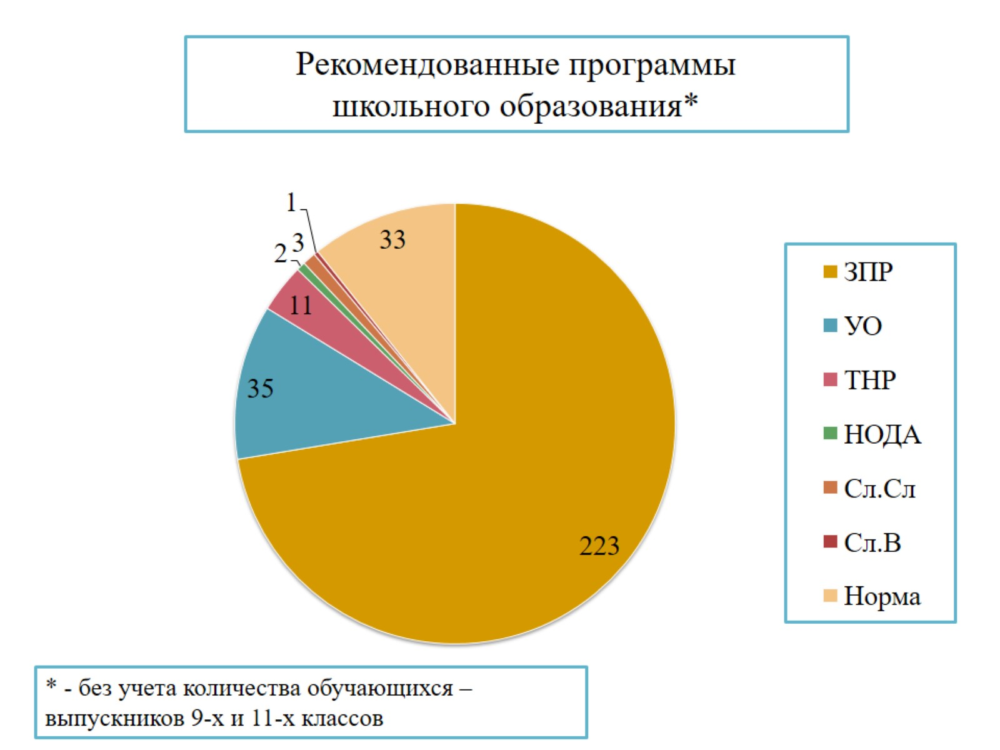 Рекомендованные программы
школьного образования*
1
33
3
2
11
35
223
ЗПР
УО
ТНР
НОДА
Сл.Сл
Сл.В
Норма
* - без учета количества обучающихся –
выпускников 9-х и 11-х классов